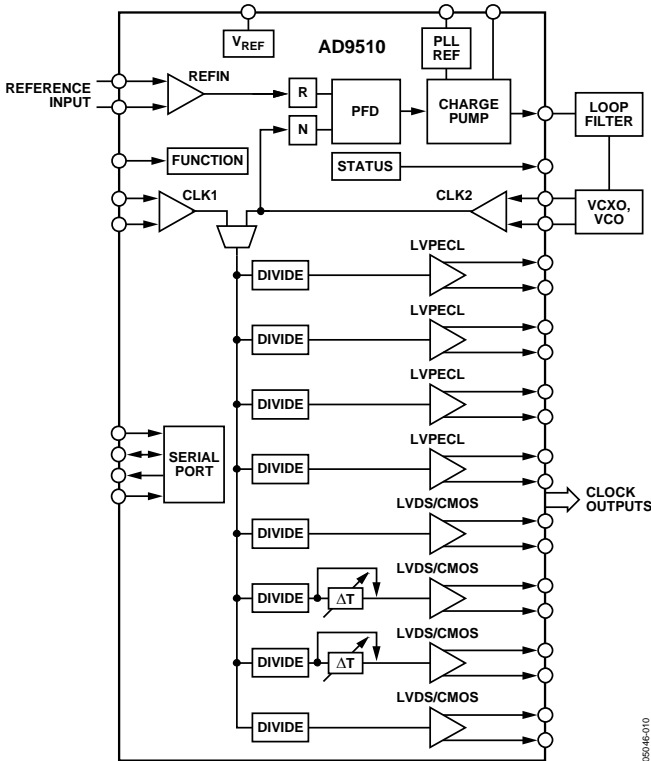 AD9510
VREF
PLL
REF
REFERENCE
INPUT
REFIN
R
N
PFD
CHARGE
PUMP
LOOP
FILTER
FUNCTION
STATUS
CLK1
CLK2
VCXO,
VCO
DIVIDE
LVPECL
DIVIDE
LVPECL
DIVIDE
LVPECL
DIVIDE
LVPECL
SERIAL
PORT
CLOCK
OUTPUTS
DIVIDE
LVDS/CMOS
DIVIDE
ΔT
LVDS/CMOS
DIVIDE
ΔT
LVDS/CMOS
DIVIDE
LVDS/CMOS
05046-010